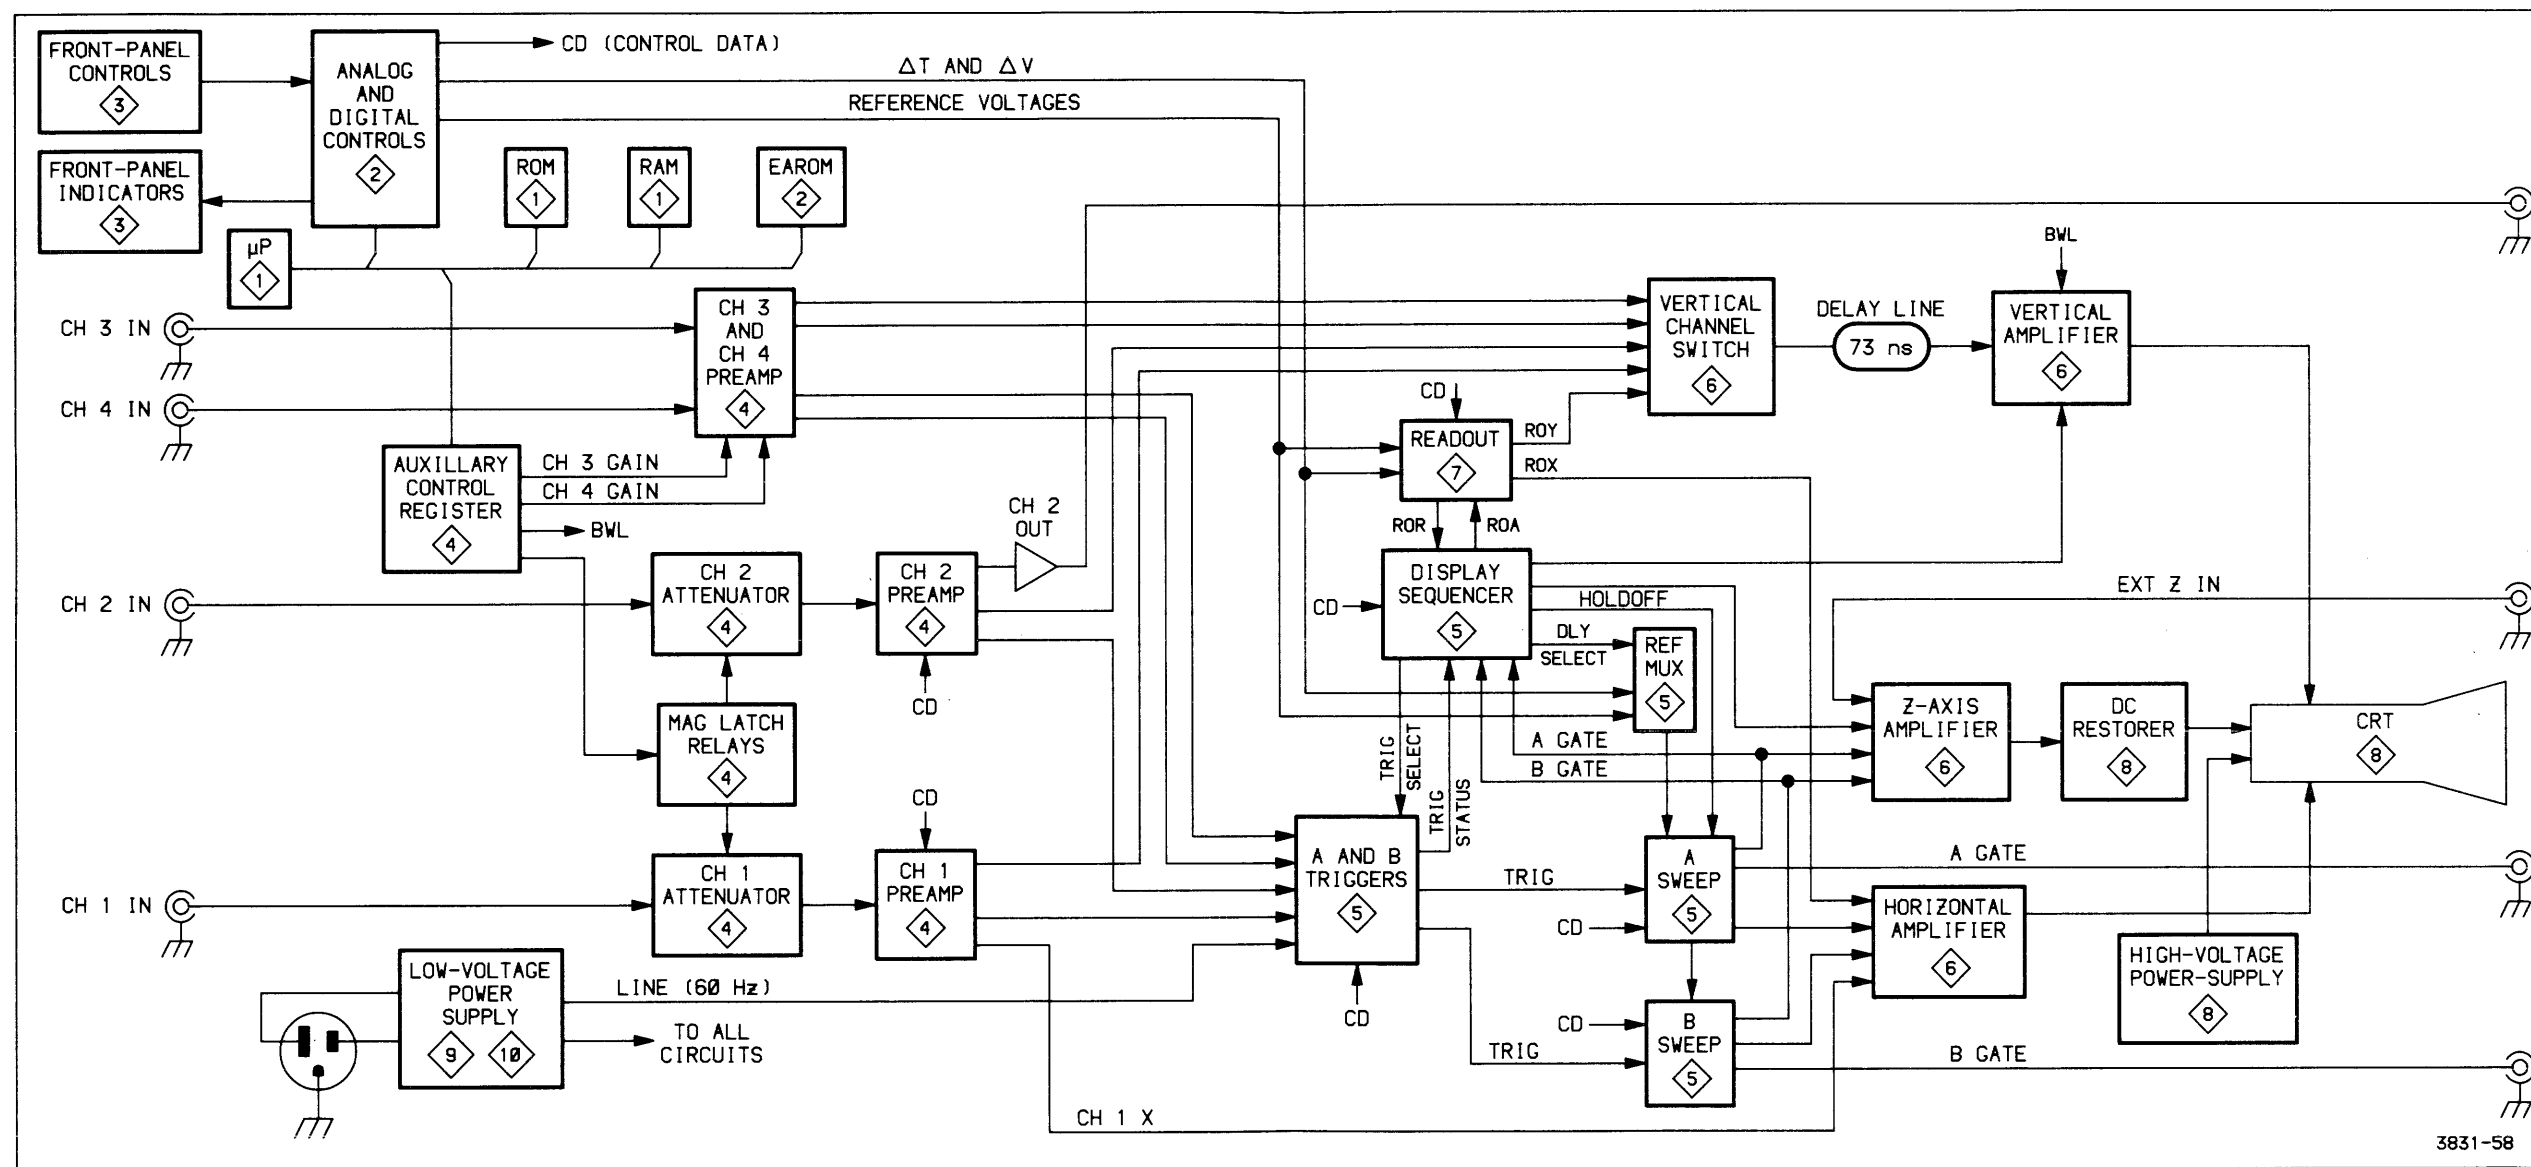 FRONT-PANEL
CONTROLS
3
ANALOG
AND
DIGITAL
CONTROLS
2
CD (CONTROL DATA)
ΔT AND ΔV
REFERENCE VOLTAGES
FRONT-PANEL
INDICATORS
3
ROM
1
RAM
1
EAROM
2
µP
1
CH 3 IN
CH 4 IN
CH 3
AND
CH 4
PREAMP
4
VERTICAL
CHANNEL
SWITCH
6
DELAY LINE
73 ns
BWL
VERTICAL
AMPLIFIER
6
AUXILLARY
CONTROL
REGISTER
4
CH 3 GAIN
CH 4 GAIN
BWL
CD
READOUT
7
ROY
ROX
ROR
ROA
CH 2
OUT
CH 2 IN
CH 2
ATTENUATOR
4
CH 2
PREAMP
4
CD
DISPLAY
SEQUENCER
5
CD
HOLDOFF
DLY
SELECT
REF
MUX
5
EXT Z IN
MAG LATCH
RELAYS
4
TRIG
SELECT
TRIG
STATUS
A GATE
B GATE
Z-AXIS
AMPLIFIER
6
DC
RESTORER
8
CRT
8
CD
CH 1 IN
CH 1
ATTENUATOR
4
CH 1
PREAMP
4
A AND B
TRIGGERS
5
CD
TRIG
A
SWEEP
5
CD
A GATE
HORIZONTAL
AMPLIFIER
6
HIGH-VOLTAGE
POWER-SUPPLY
8
LOW-VOLTAGE
POWER
SUPPLY
9 10
LINE (60 Hz)
TO ALL
CIRCUITS
TRIG
CD
B
SWEEP
5
B GATE
CH 1 X
3831-58